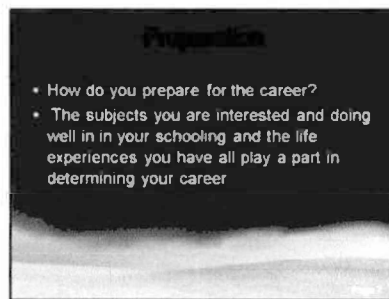 Preparation
• How do you prepare for the career?
• The subjects you are interested and doing
well in in your schooling and the life
experiences you have all play a part in
determining your career